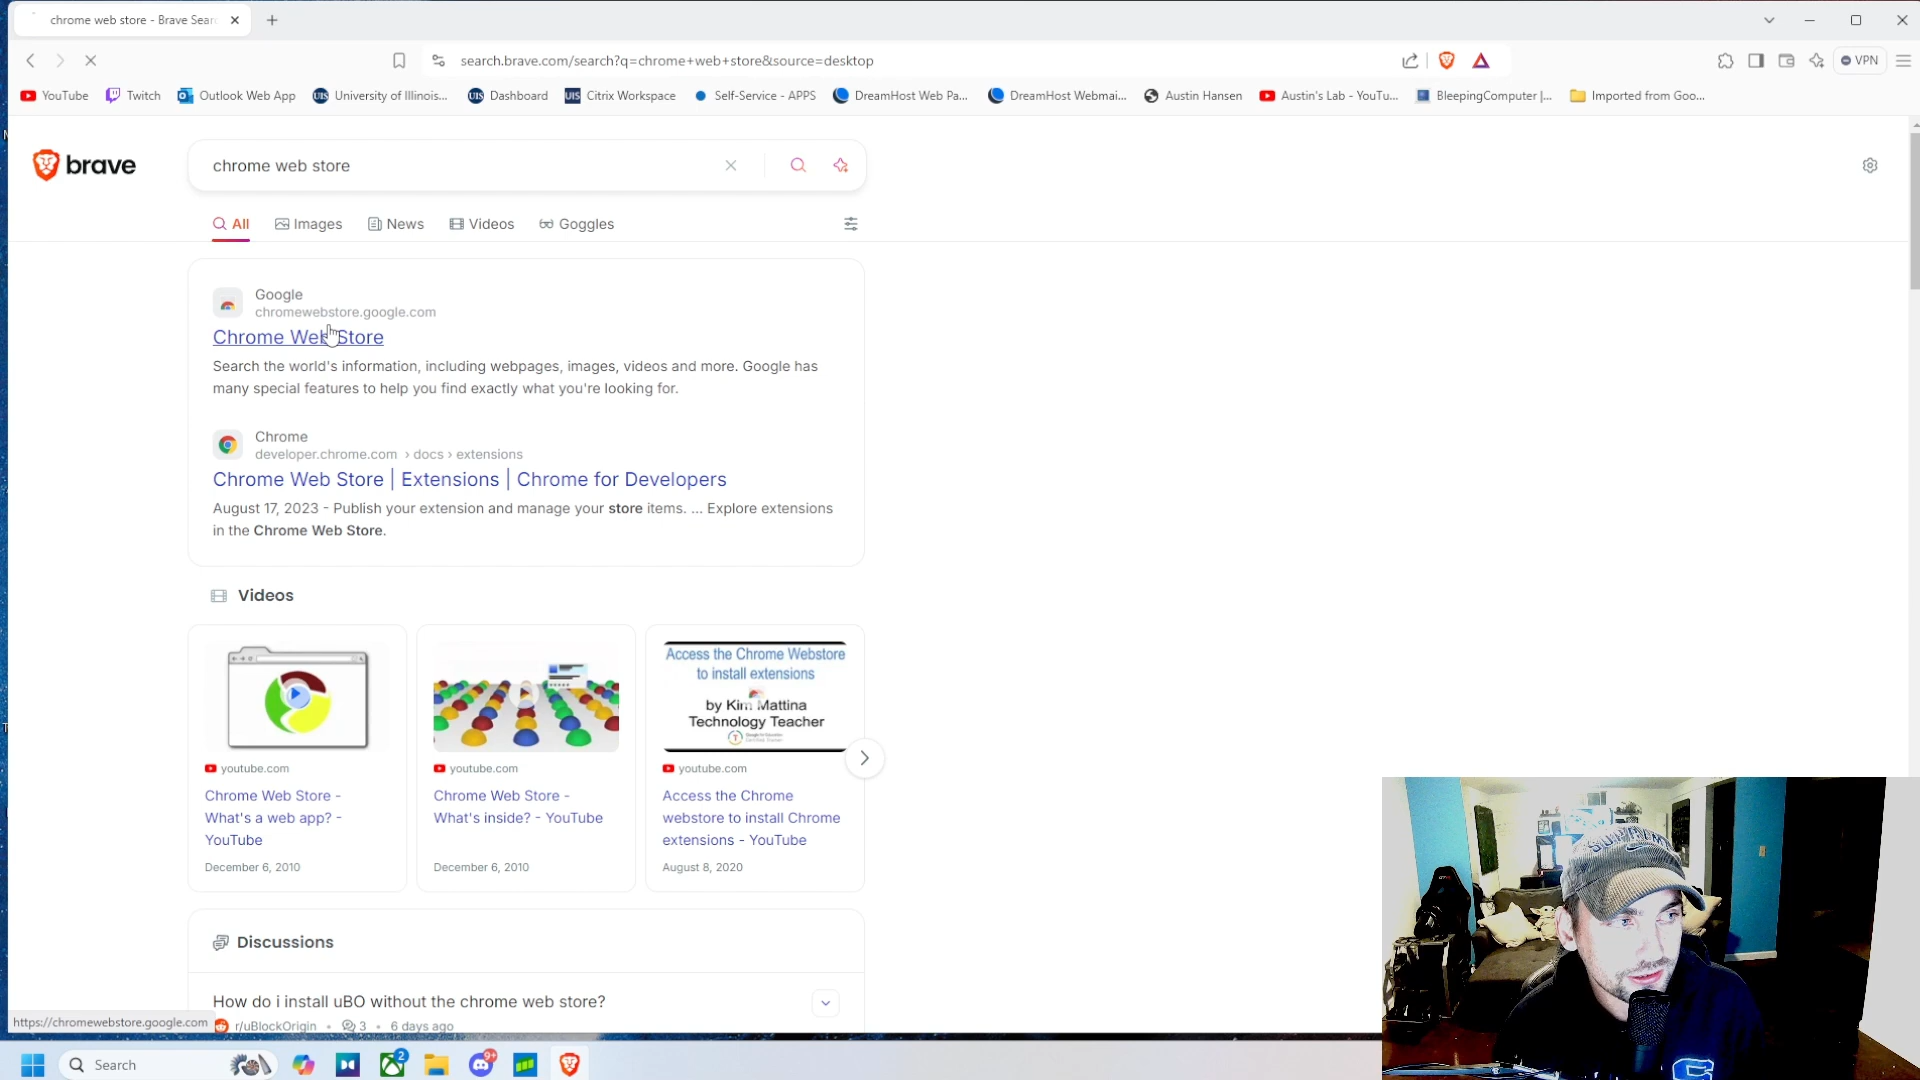 chrome web store - Brave Sear
search.brave.com/search?q=chrome+web+store&source=desktop
VPN
YouTube
Twitch
Outlook Web App
University of Illinois...
Dashboard
Citrix Workspace
Self-Service - APPS
DreamHost Web Pa...
DreamHost Webmai...
Austin Hansen
Austin's Lab - YouTu...
BleepingComputer |...
Imported from Goo...
brave
chrome web store
All
Images
News
Videos
Goggles
Google
chromewebstore.google.com
Chrome Web Store
Search the world's information, including webpages, images, videos and more. Google has
many special features to help you find exactly what you're looking for.
Chrome
developer.chrome.com › docs › extensions
Chrome Web Store | Extensions | Chrome for Developers
August 17, 2023 - Publish your extension and manage your store items. ... Explore extensions
in the Chrome Web Store.
Videos
youtube.com
Chrome Web Store -
What's a web app? -
YouTube
December 6, 2010
youtube.com
Chrome Web Store -
What's inside? - YouTube
December 6, 2010
Access the Chrome Webstore
to install extensions
by Kim Mattina
Technology Teacher
youtube.com
Access the Chrome
webstore to install Chrome
extensions - YouTube
August 8, 2020
Discussions
How do i install uBO without the chrome web store?
r/uBlockOrigin • 3 • 6 days ago
https://chromewebstore.google.com
Search
2
9+